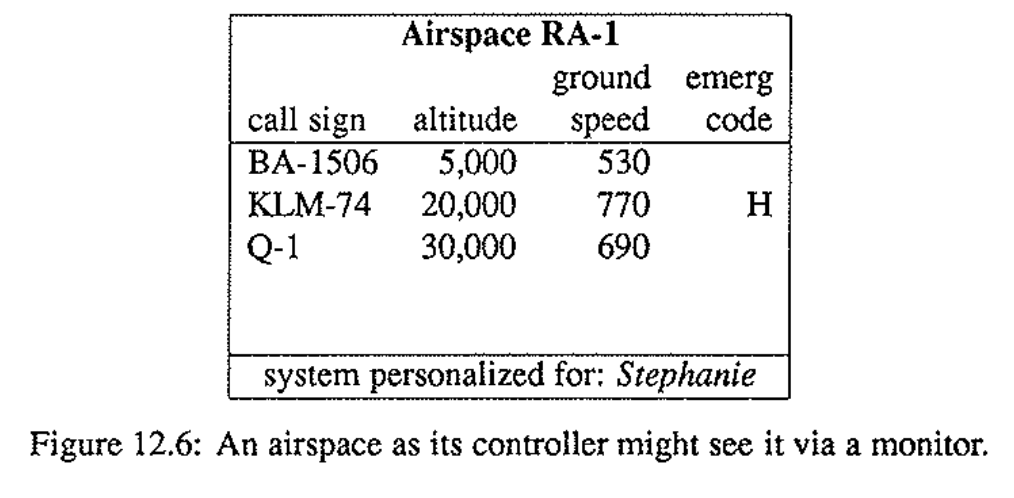 Airspace RA-1
ground emerg
call sign altitude speed code
BA-1506 5,000 530
KLM-74 20,000 770 H
Q-1 30,000 690
system personalized for: Stephanie
Figure 12.6: An airspace as its controller might see it via a monitor.